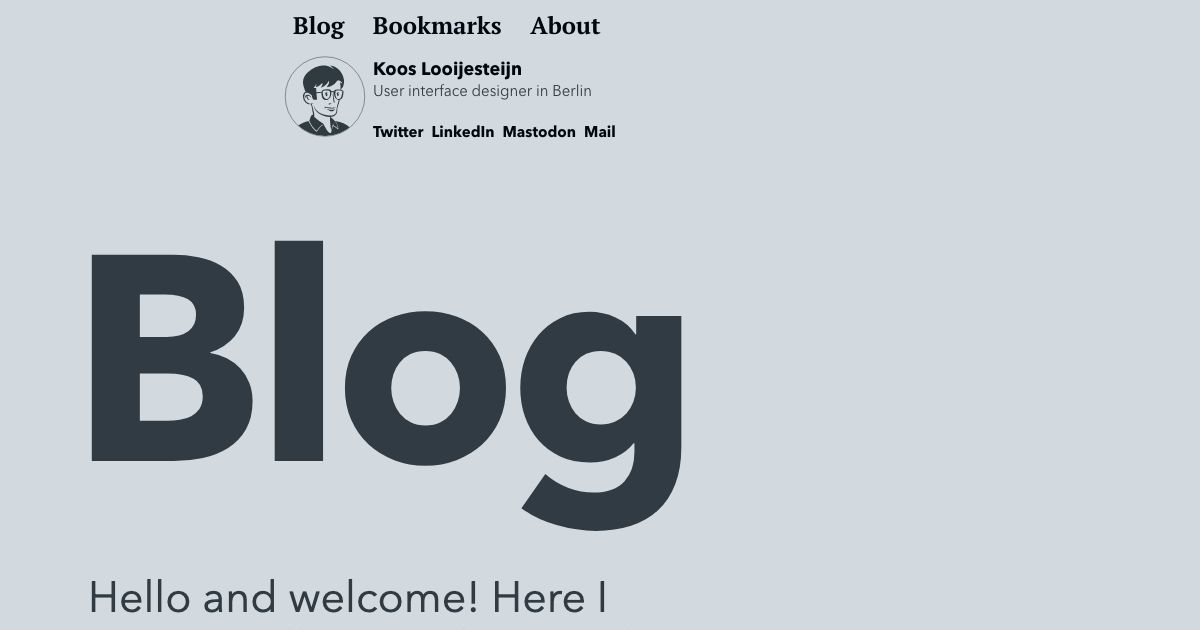 Blog Bookmarks About
Koos Looijesteijn
User interface designer in Berlin
Twitter LinkedIn Mastodon Mail
Blog
Hello and welcome! Here I